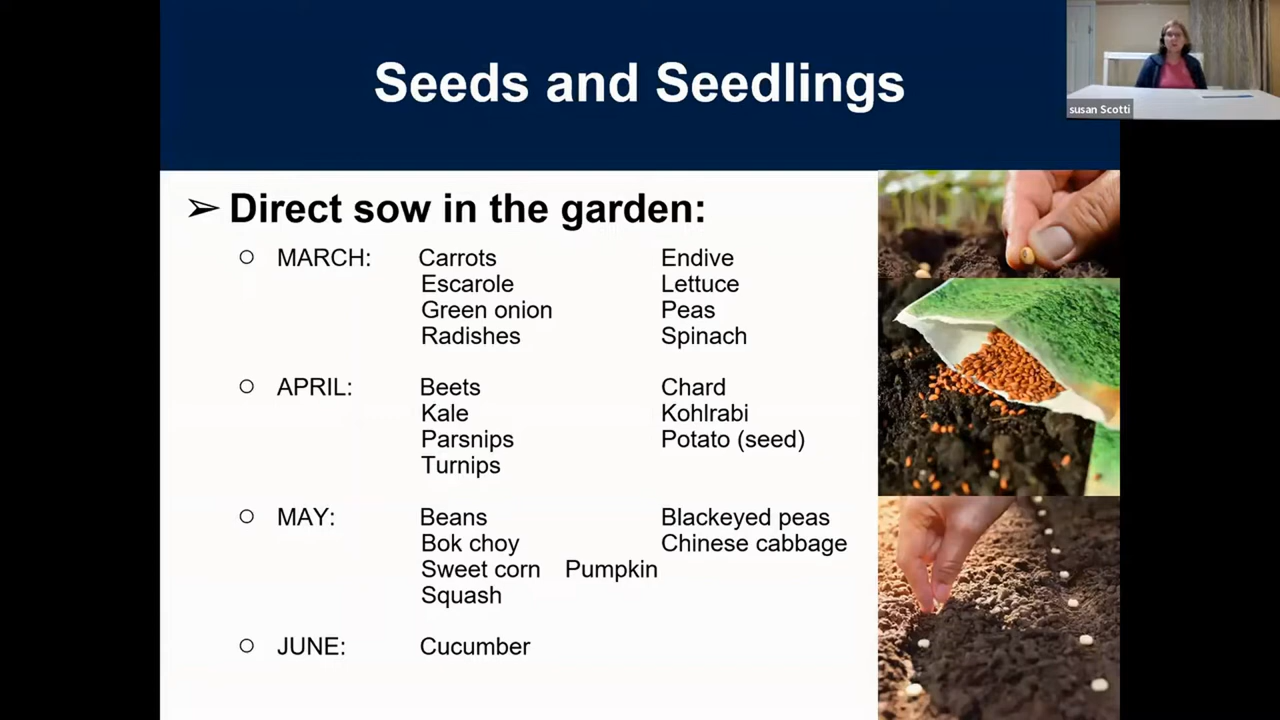 Seeds and Seedlings
susan Scotti
➢ Direct sow in the garden:
○ MARCH: Carrots Endive
Escarole Lettuce
Green onion Peas
Radishes Spinach
○ APRIL: Beets Chard
Kale Kohlrabi
Parsnips Potato (seed)
Turnips
○ MAY: Beans Blackeyed peas
Bok choy Chinese cabbage
Sweet corn Pumpkin
Squash
○ JUNE: Cucumber